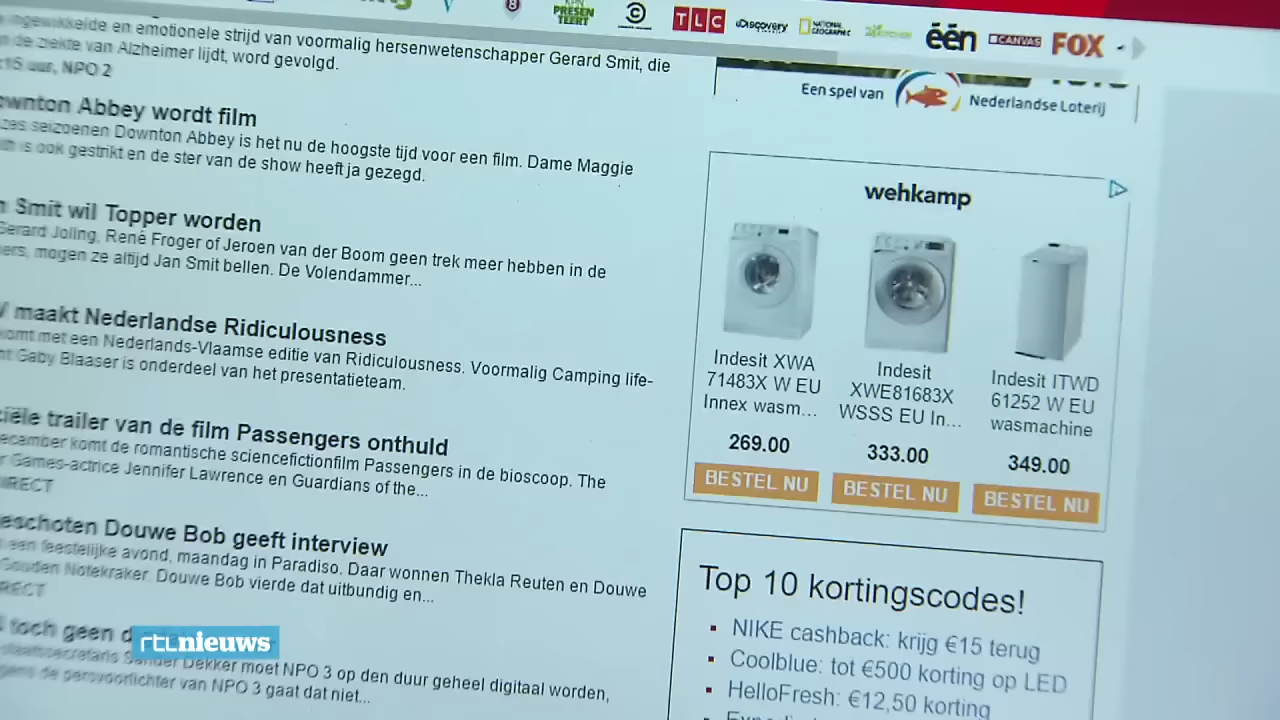 8
KPN PRESENTEERT
TLC
Discovery
NATIONAL GEOGRAPHIC
één
CANVAS
FOX
en emotionele strijd van voormalig hersenwetenschapper Gerard Smit, die
de ziekte van Alzheimer lijdt, word gevolgd.
uur, NPO 2
Abbey wordt film
seizoenen Downton Abbey is het nu de hoogste tijd voor een film. Dame Maggie
is ook gestrikt en de ster van de show heeft ja gezegd.
Smit wil Topper worden
Gerard Joling, René Froger of Jeroen van der Boom geen trek meer hebben in de
mogen ze altijd Jan Smit bellen. De Volendammer...
maakt Nederlandse Ridiculousness
komt met een Nederlands-Vlaamse editie van Ridiculousness. Voormalig Camping life-
Gaby Blaaser is onderdeel van het presentatieteam.
trailer van de film Passengers onthuld
komt de romantische sciencefictionfilm Passengers in de bioscoop. The
Games-actrice Jennifer Lawrence en Guardians of the...
Douwe Bob geeft interview
een feestelijke avond, maandag in Paradiso. Daar wonnen Thekla Reuten en Douwe
Gouden Notekraker. Douwe Bob vierde dat uitbundig en...
toch geen
Sander Dekker moet NPO 3 op den duur geheel digitaal worden,
de persvoorlichter van NPO 3 gaat dat niet...
Een spel van Nederlandse Loterij
wehkamp
Indesit XWA
71483X W EU
Innex wasm...
269.00
BESTEL NU
Indesit
XWE81683X
WSSS EU In...
333.00
BESTEL NU
Indesit ITWD
61252 W EU
wasmachine
349.00
BESTEL NU
Top 10 kortingscodes!
NIKE cashback: krijg €15 terug
Coolblue: tot €500 korting op LED
HelloFresh: €12,50 korting
rtl nieuws